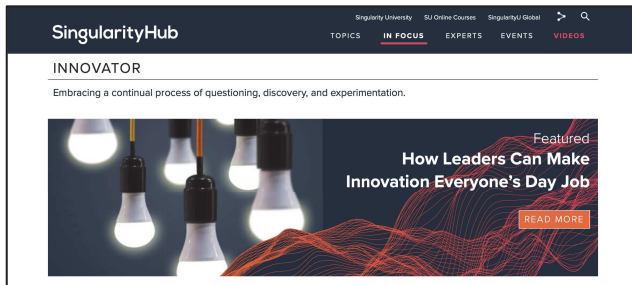 Singularity University SU Online Courses SingularityU Global
SingularityHub
TOPICS IN FOCUS EXPERTS EVENTS VIDEOS
INNOVATOR
Embracing a continual process of questioning, discovery, and experimentation.
Featured
How Leaders Can Make
Innovation Everyone's Day Job
READ MORE